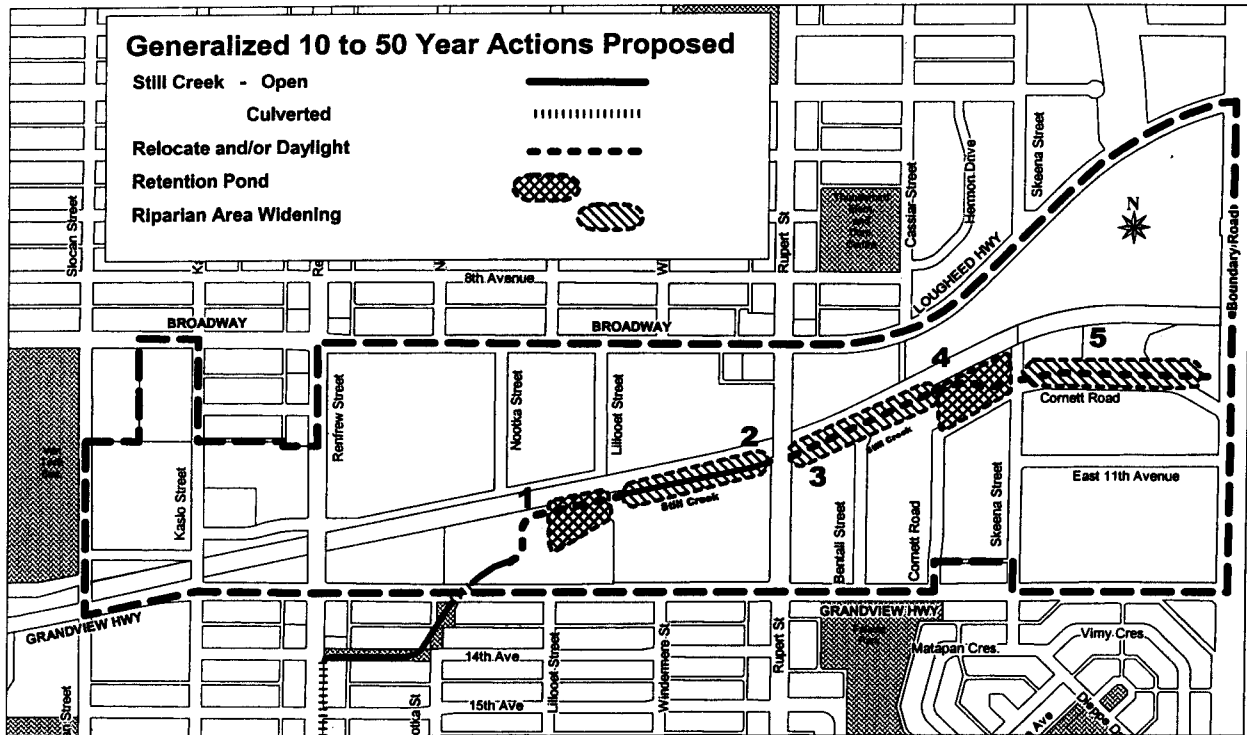 Generalized 10 to 50 Year Actions Proposed
Still Creek - Open
Culverted
Relocate and/or Daylight
Retention Pond
Riparian Area Widening
Slocan Street
Rupert St
Cassiar Street
Hermon Drive
Skeena Street
N
Boundary Road
LOUGHEED HWY
8th Avenue
BROADWAY
BROADWAY
Renfrew Street
Nootka Street
Lillooet Street
Kaslo Street
1
2
3
4
5
Still Creek
Still Creek
Cornett Road
East 11th Avenue
Bentall Street
Cornett Road
Skeena Street
GRANDVIEW HWY
GRANDVIEW HWY
14th Ave
15th Ave
Lillooet Street
Windermere St
Rupert St
Matapan Cres.
Vimy Cres.